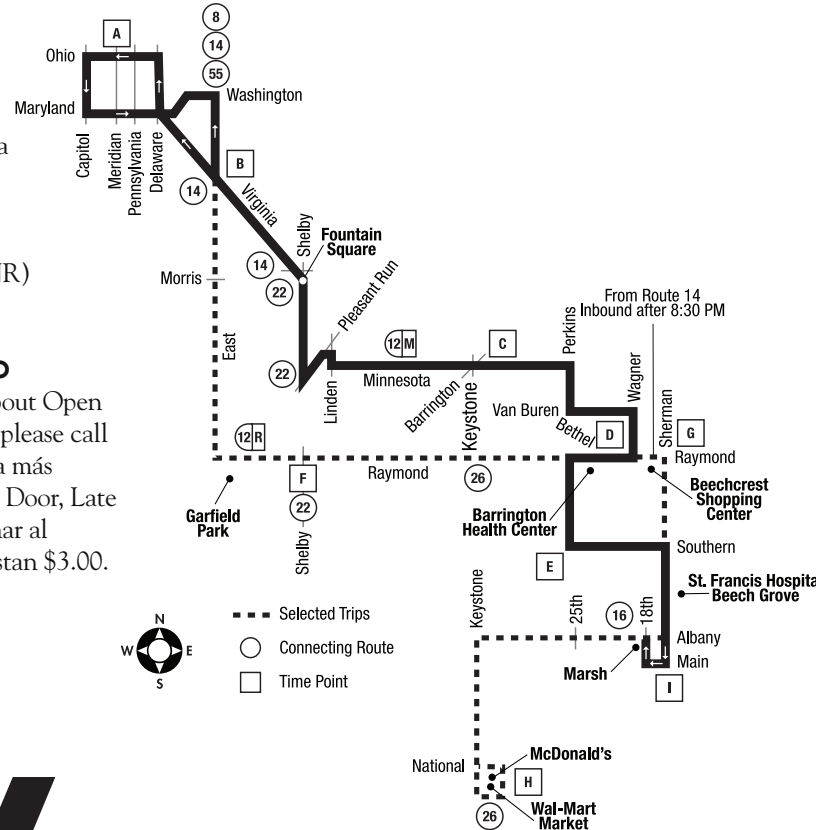 a
NR)
O
bout Open
please call
a más
Door, Late
ar al
stan $3.00.
8
14
55
A
Ohio
Washington
Maryland
Capitol
Meridian
Pennsylvania
Delaware
B
14
Virginia
Shelby
Fountain
Square
14
22
Morris
Pleasant Run
From Route 14
Inbound after 8:30 PM
East
22
Linden
12 M
Minnesota
Barrington
Keystone
C
Perkins
Van Buren
Bethel
D
Wagner
Sherman
G
12 R
Raymond
Raymond
F
22
Shelby
26
Garfield
Park
Barrington
Health Center
Beechcrest
Shopping
Center
E
Southern
St. Francis Hospita
Beech Grove
Keystone
25th
16
18th
Albany
Main
Marsh
I
N
W E
S
Selected Trips
Connecting Route
Time Point
National
McDonald's
H
Wal-Mart
Market
26